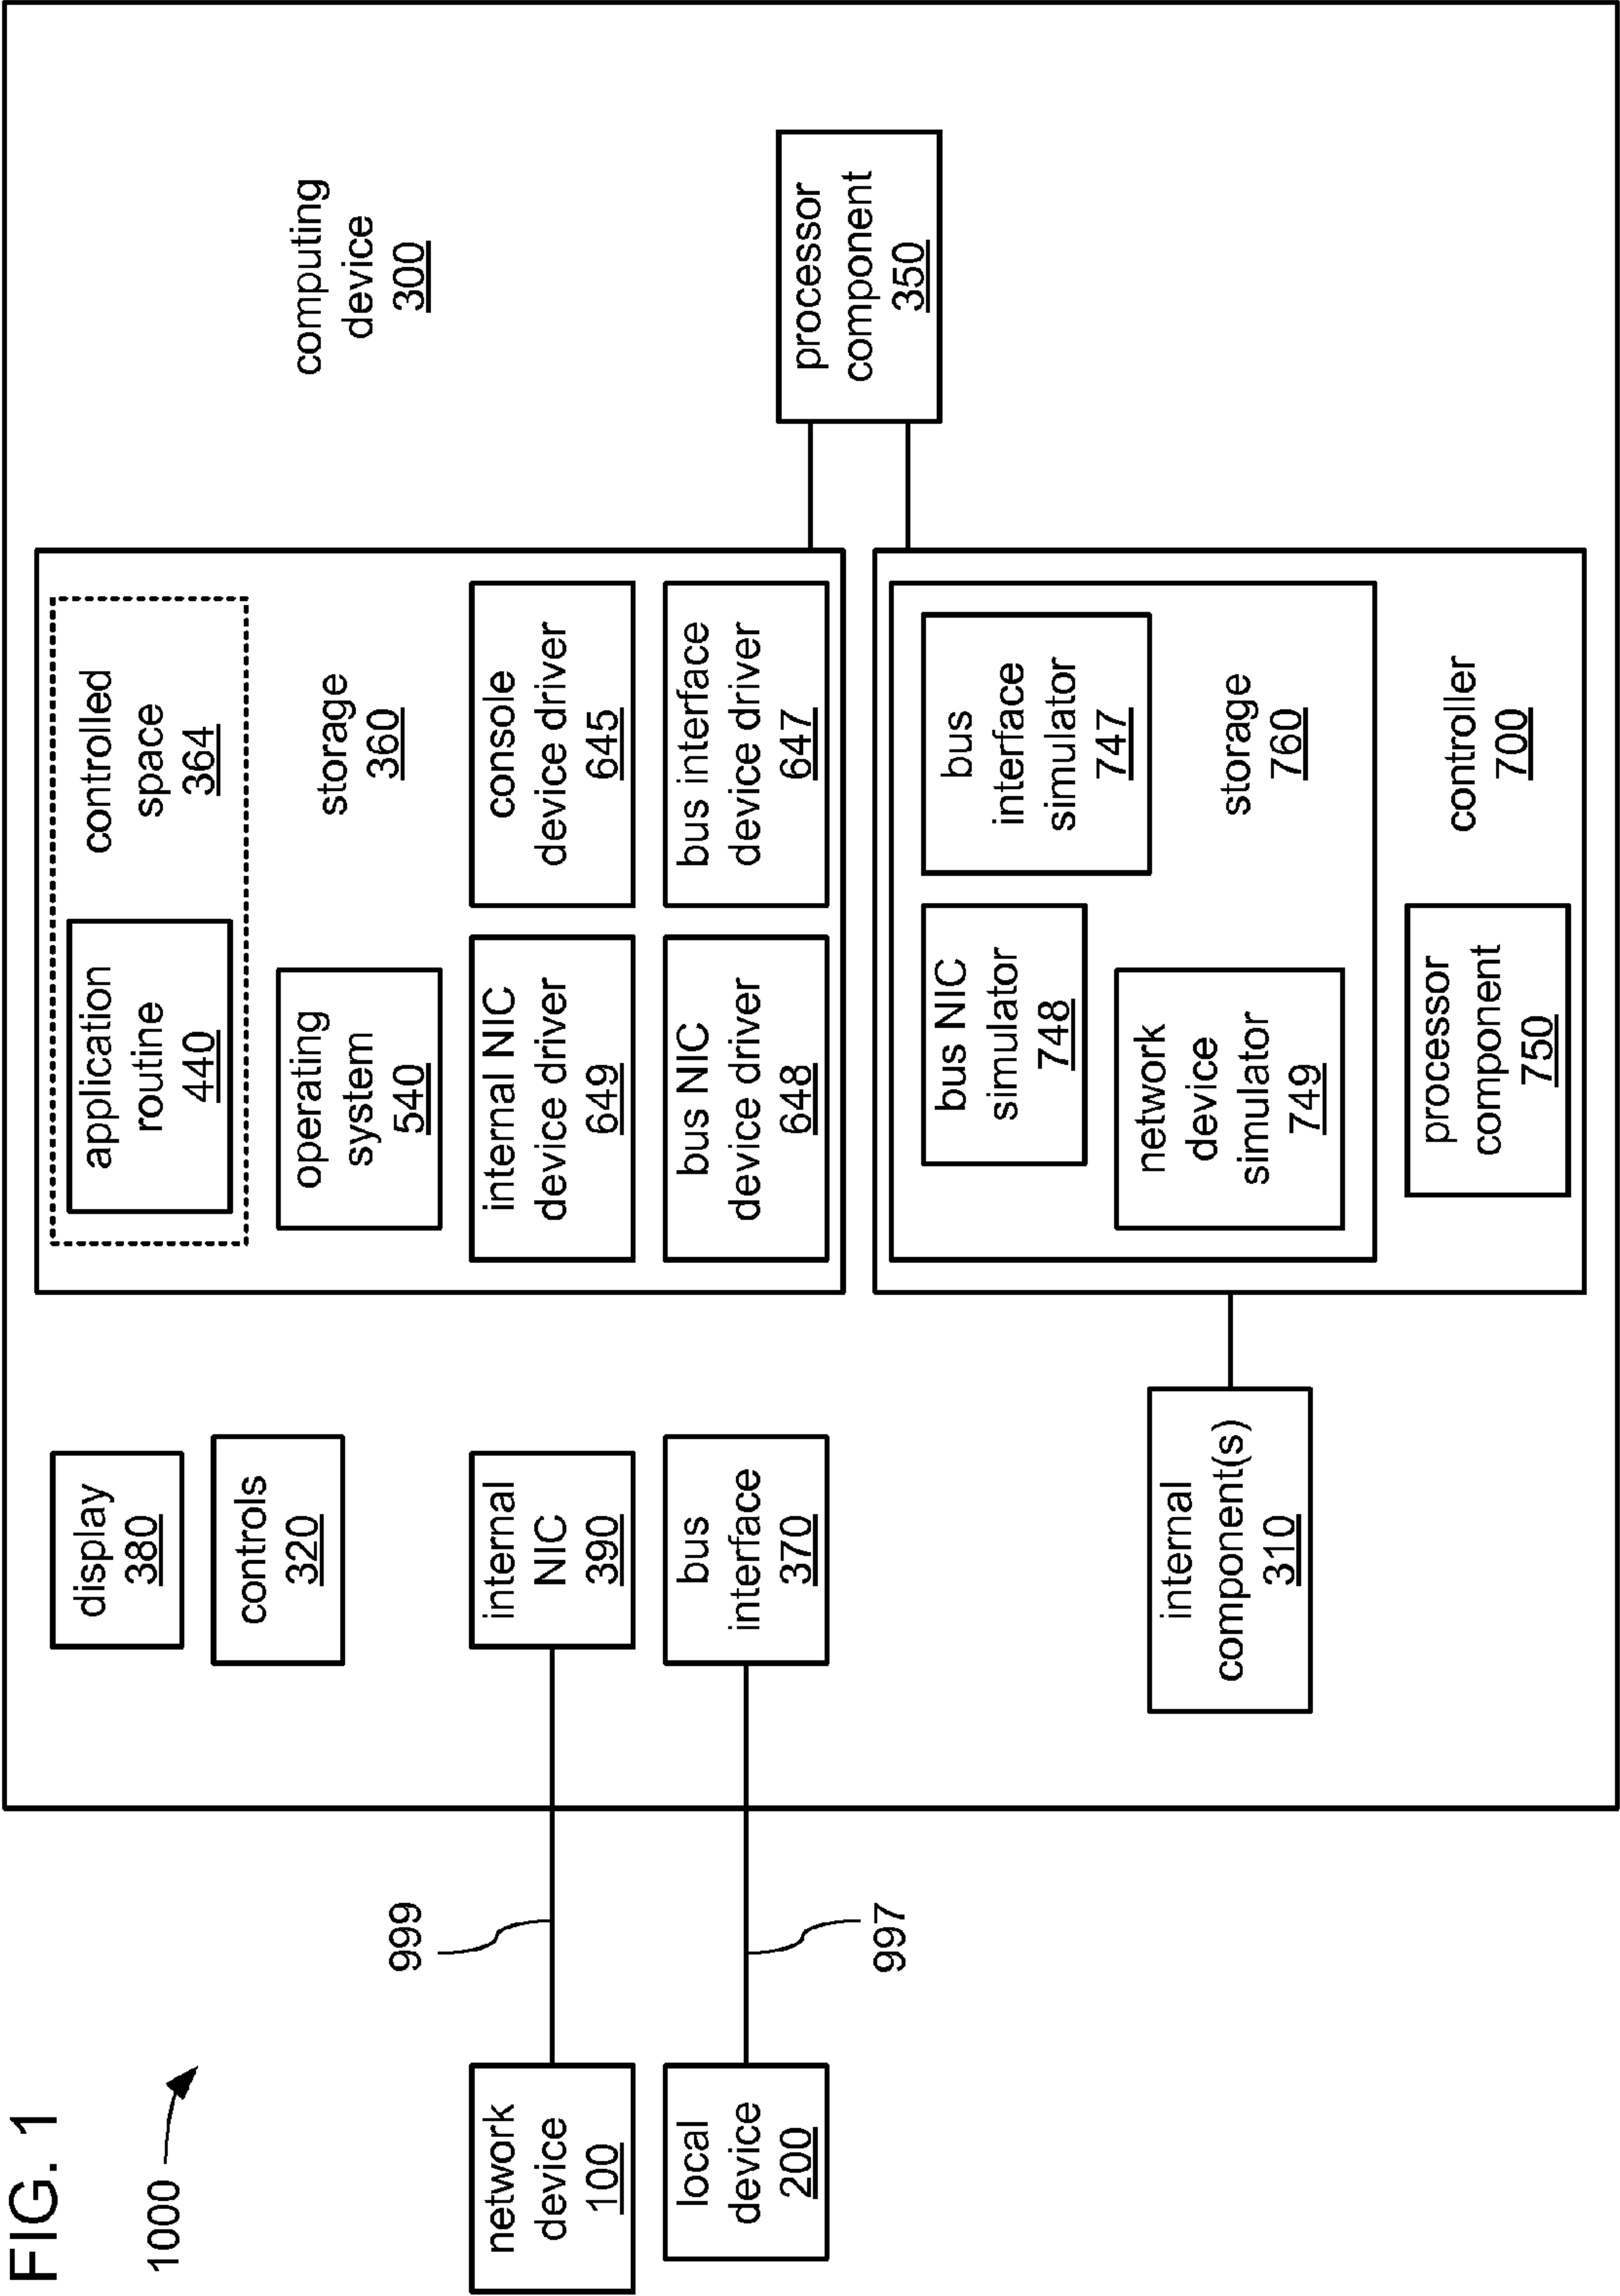 FIG. 1
1000
network
device
100
local
device
200
999
997
display
380
controls
320
internal
NIC
390
bus
interface
370
internal
component(s)
310
application
routine
440
controlled
space
364
operating
system
540
storage
360
internal NIC
device driver
649
console
device driver
645
bus NIC
device driver
648
bus interface
device driver
647
bus NIC
simulator
748
bus
interface
simulator
747
network
device
simulator
749
storage
760
processor
component
750
controller
700
computing
device
300
processor
component
350